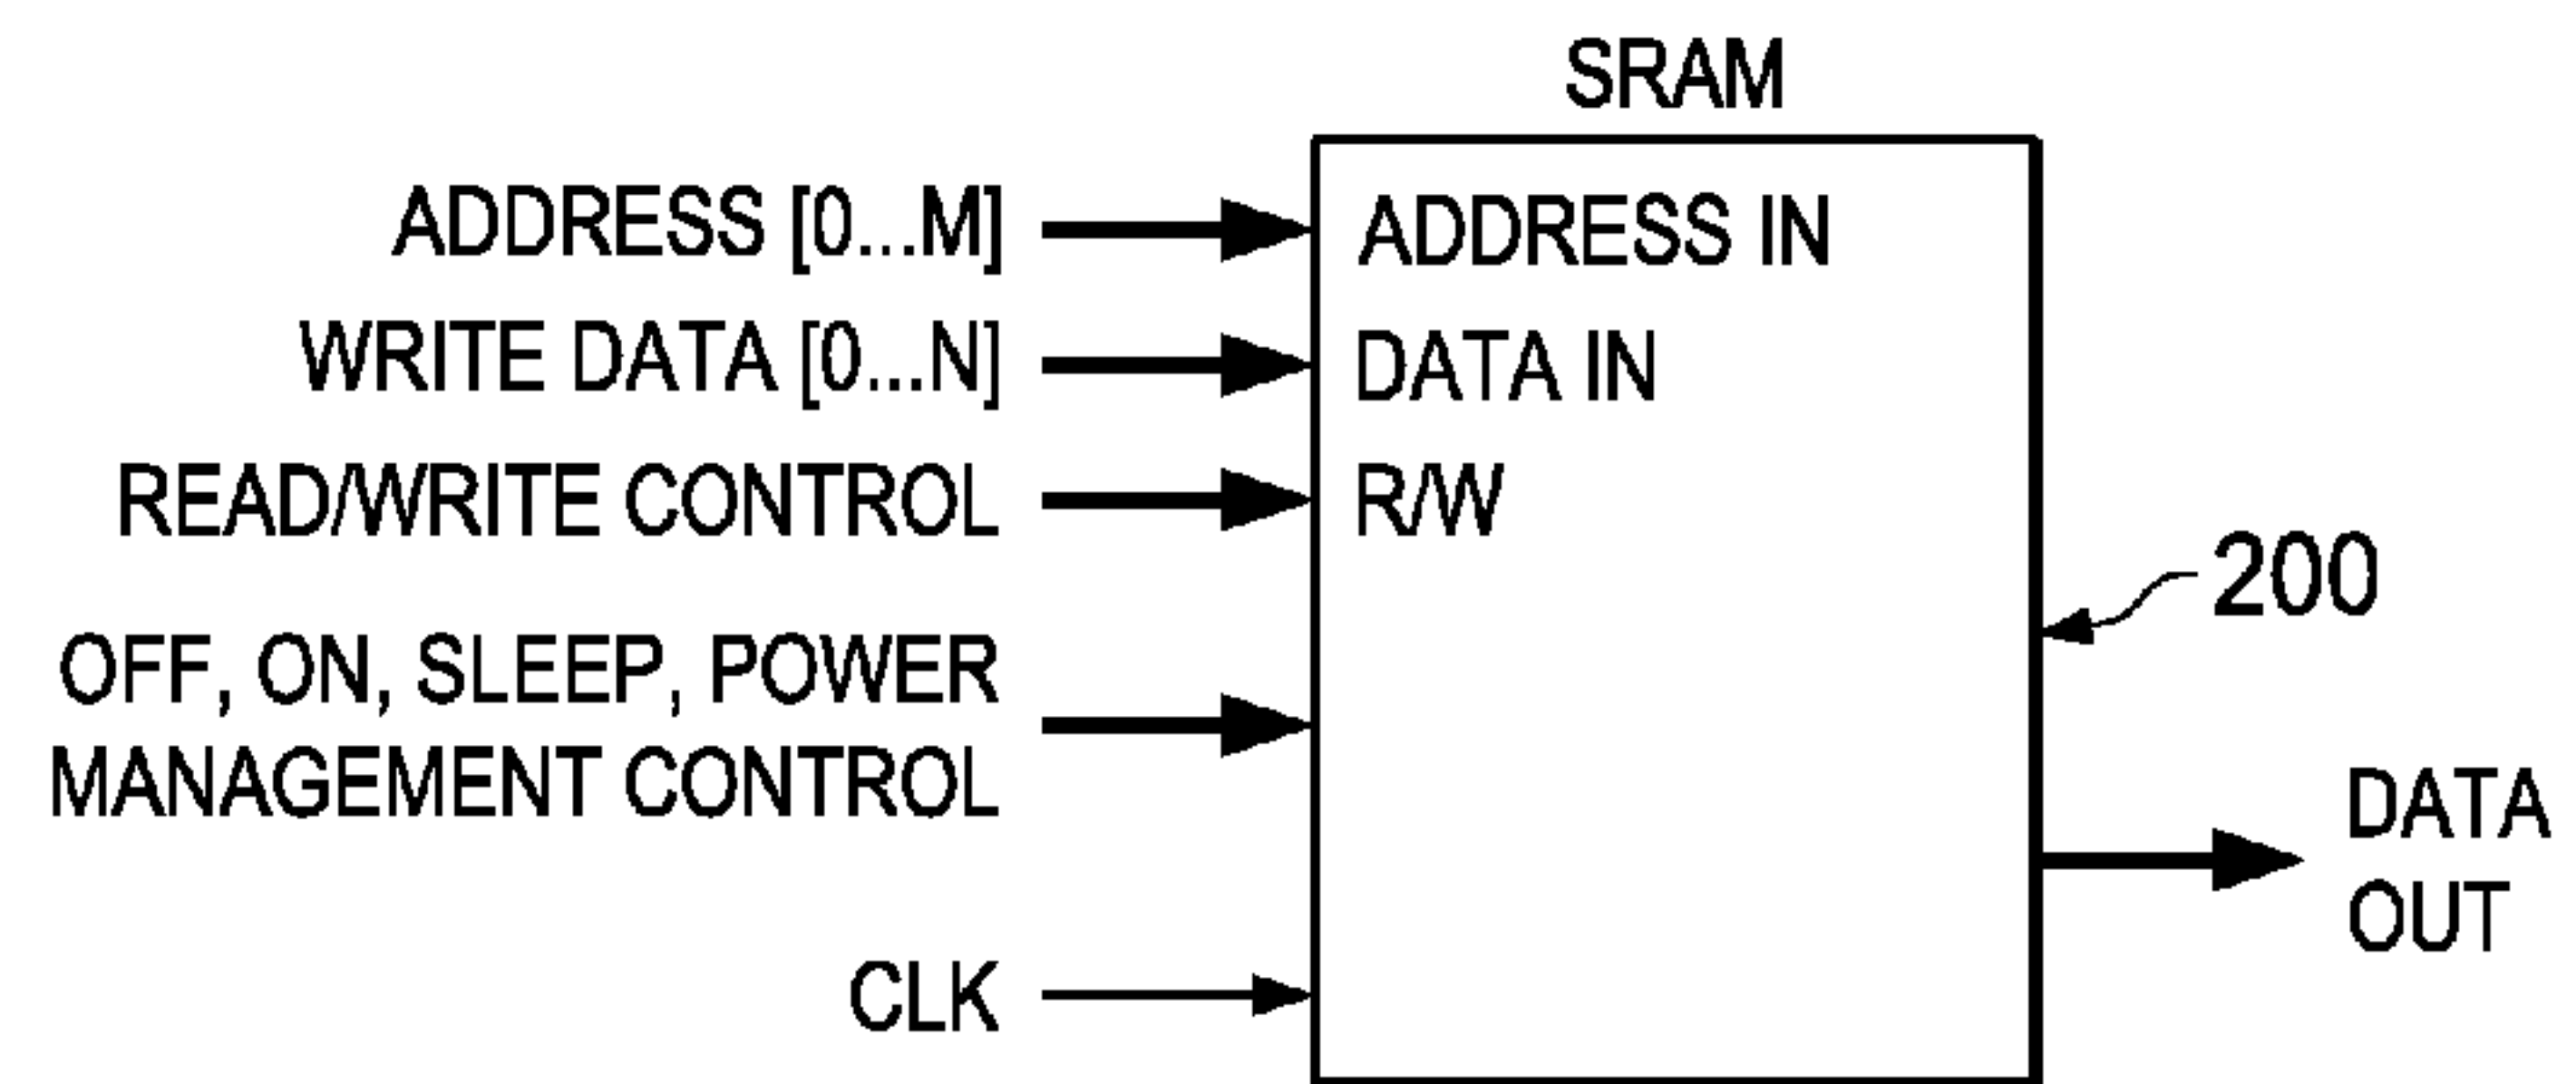 SRAM
ADDRESS [0...M]
ADDRESS IN
WRITE DATA [0...N]
DATA IN
READ/WRITE CONTROL
R/W
200
OFF, ON, SLEEP, POWER
MANAGEMENT CONTROL
DATA
OUT
CLK